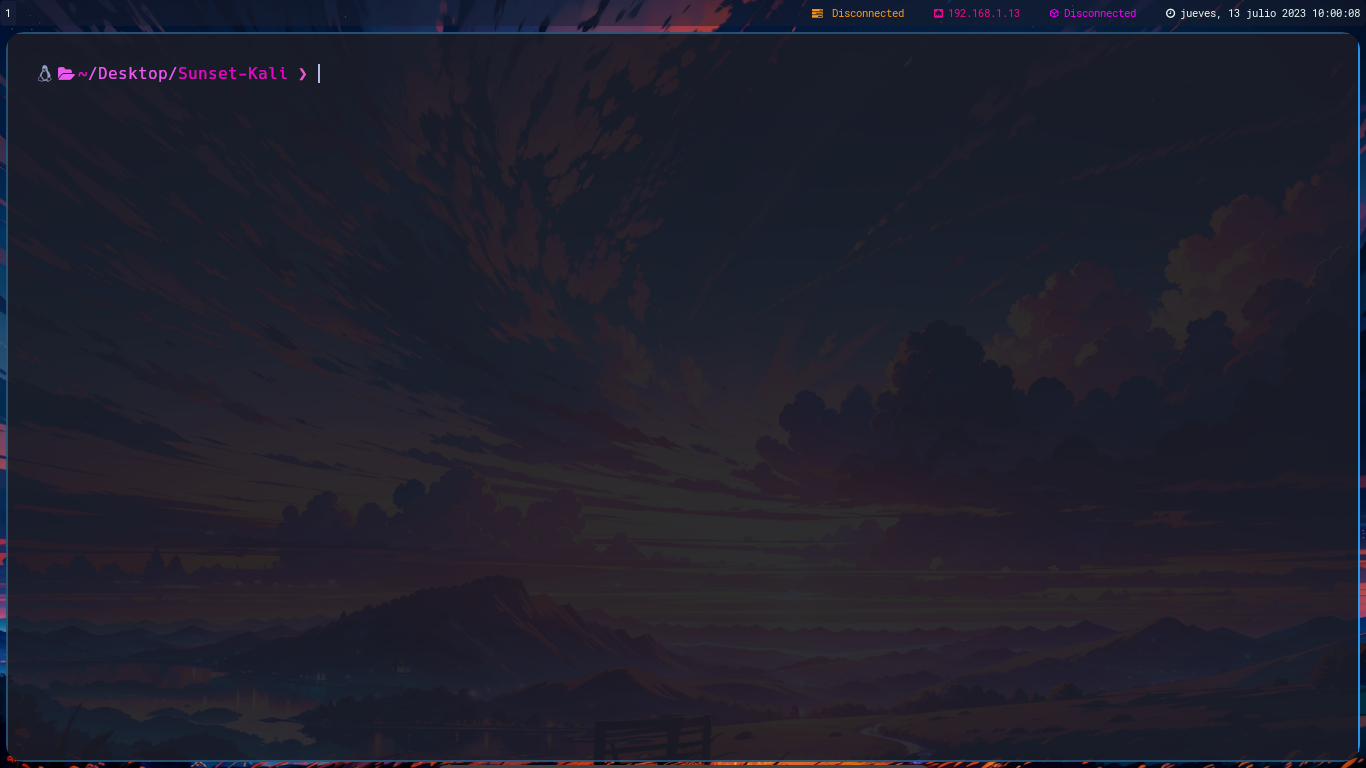 1 Disconnected 192.168.1.13 Disconnected jueves, 13 julio 2023 10:00:08
~/Desktop/Sunset-Kali ❯